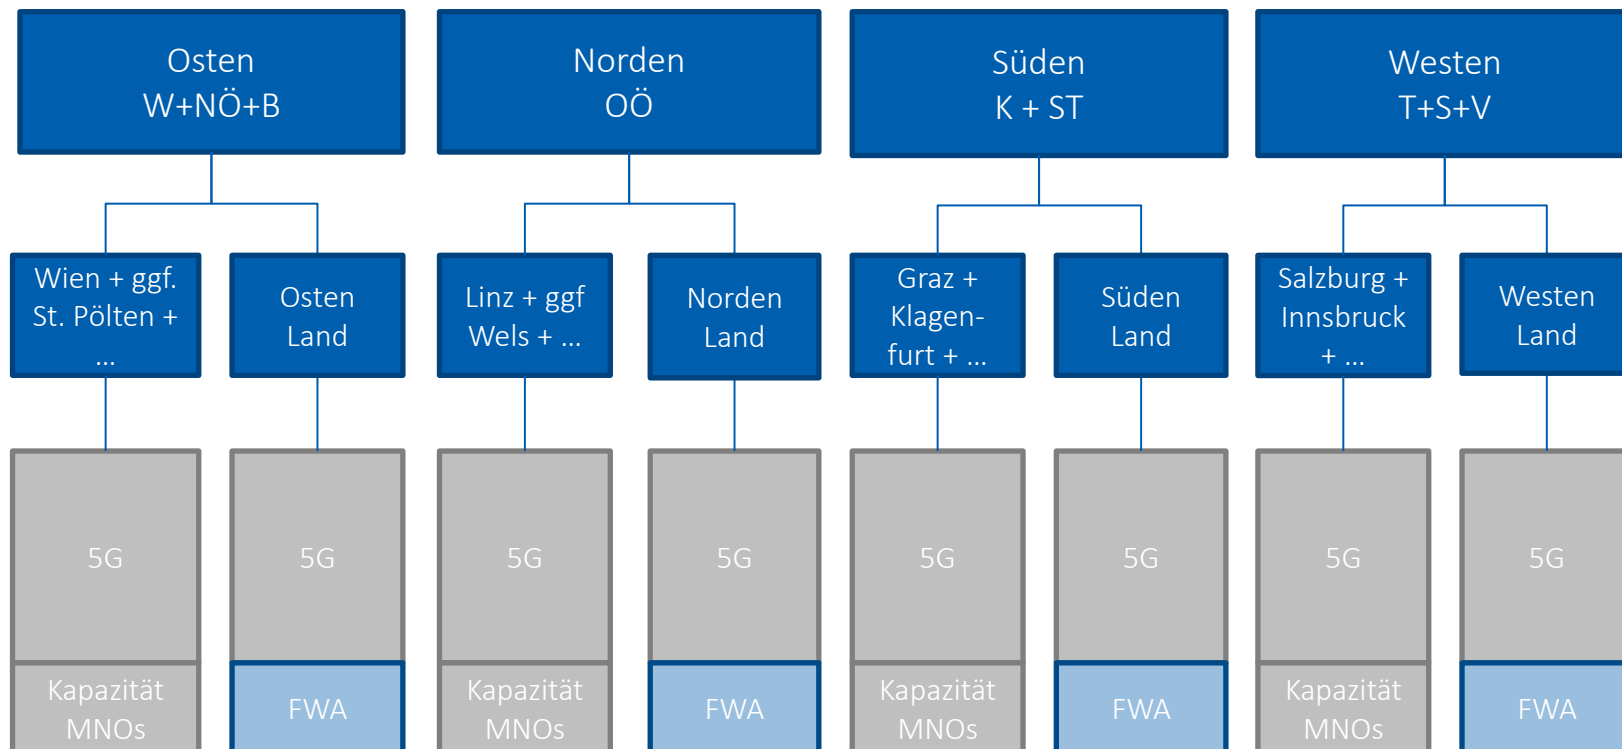 Osten
W+NÖ+B
Norden
OÖ
Süden
K + ST
Westen
T+S+V
Wien + ggf.
St. Pölten +
...
Osten
Land
Linz + ggf
Wels + ...
Norden
Land
Graz +
Klagen-
furt + ...
Süden
Land
Salzburg +
Innsbruck
+ ...
Westen
Land
5G
5G
5G
5G
5G
5G
5G
5G
Kapazität
MNOs
FWA
Kapazität
MNOs
FWA
Kapazität
MNOs
FWA
Kapazität
MNOs
FWA